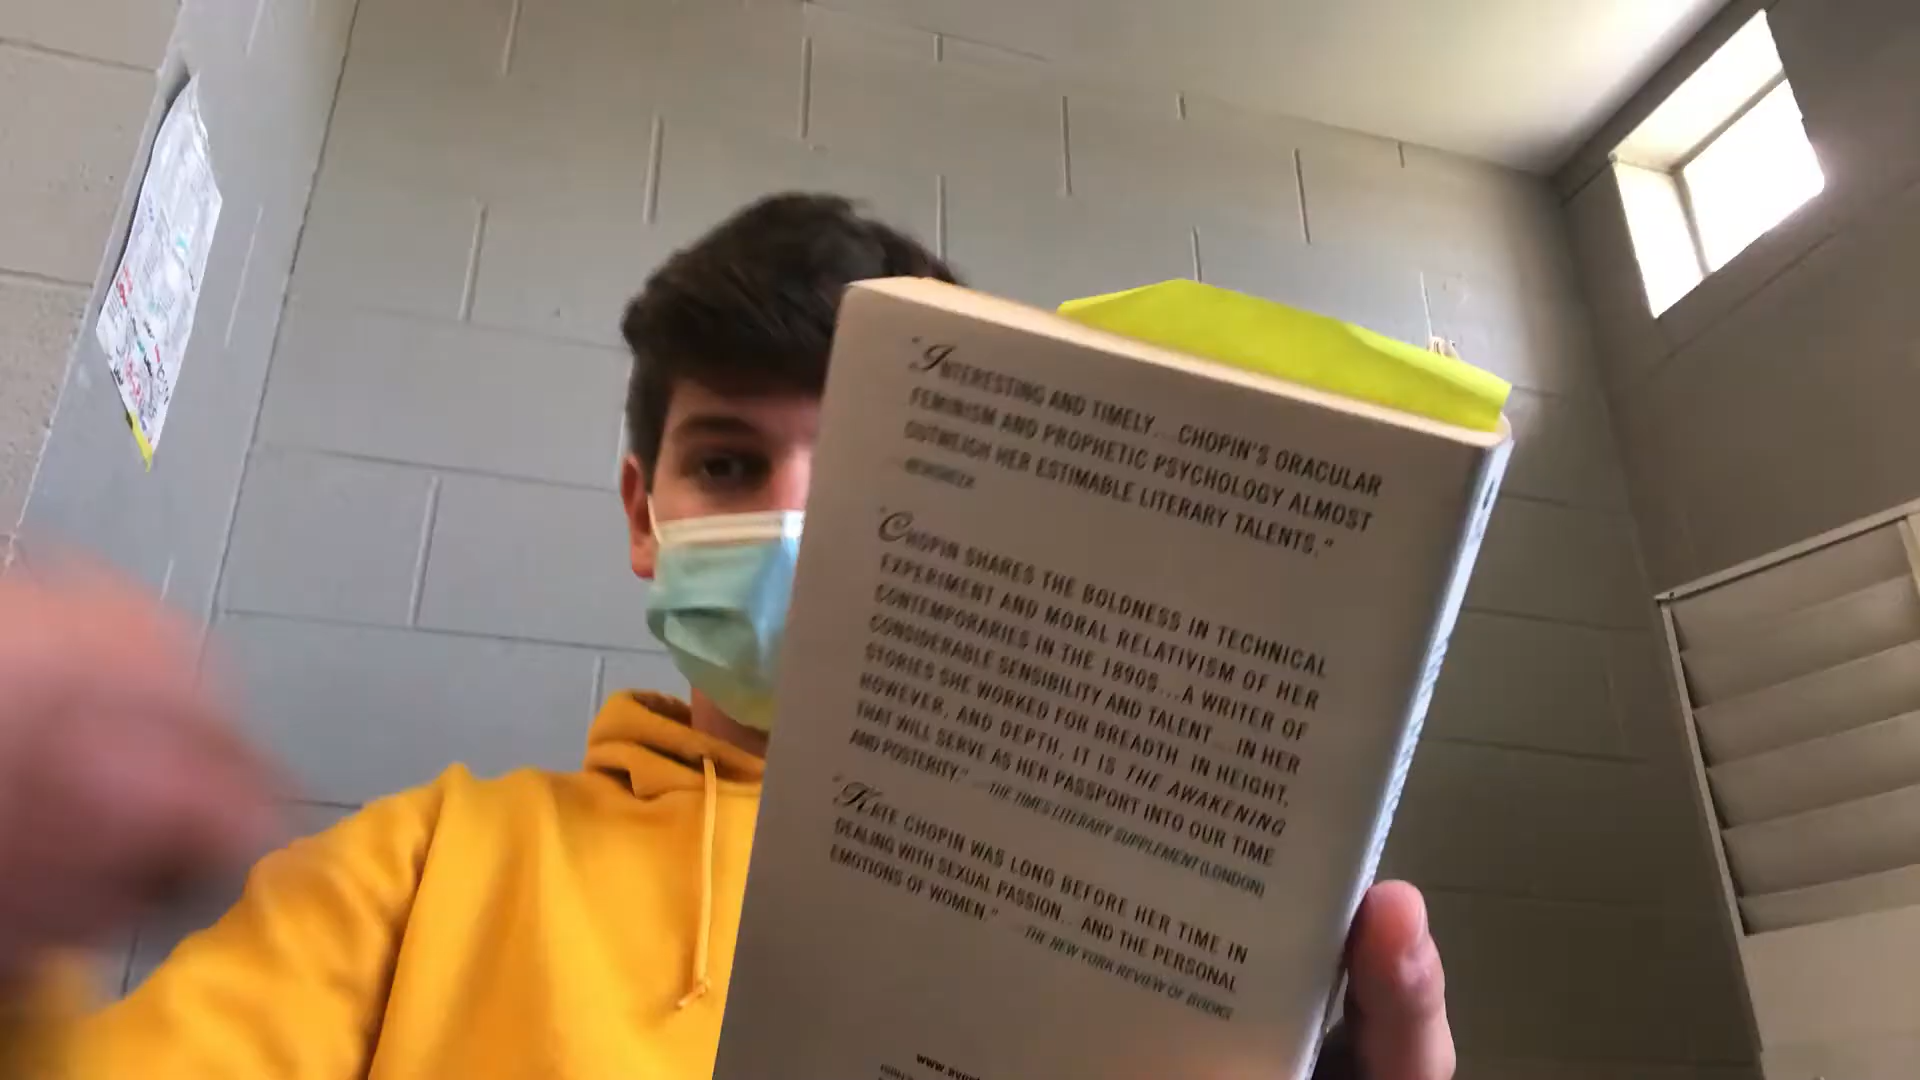 "INTERESTING AND TIMELY...CHOPIN'S ORACULAR
FEMINISM AND PROPHETIC PSYCHOLOGY ALMOST
OUTWEIGH HER ESTIMABLE LITERARY TALENTS."
NEWSWEEK
"CHOPIN SHARES THE BOLDNESS IN TECHNICAL
EXPERIMENT AND MORAL RELATIVISM OF HER
CONTEMPORARIES IN THE 1890S...A WRITER OF
CONSIDERABLE SENSIBILITY AND TALENT...IN HER
STORIES SHE WORKED FOR BREADTH IN HEIGHT,
HOWEVER, AND DEPTH, IT IS THE AWAKENING
THAT WILL SERVE AS HER PASSPORT INTO OUR TIME
AND POSTERITY." —THE TIMES LITERARY SUPPLEMENT (LONDON)
"KATE CHOPIN WAS LONG BEFORE HER TIME IN
DEALING WITH SEXUAL PASSION...AND THE PERSONAL
EMOTIONS OF WOMEN." —THE NEW YORK REVIEW OF BOOKS